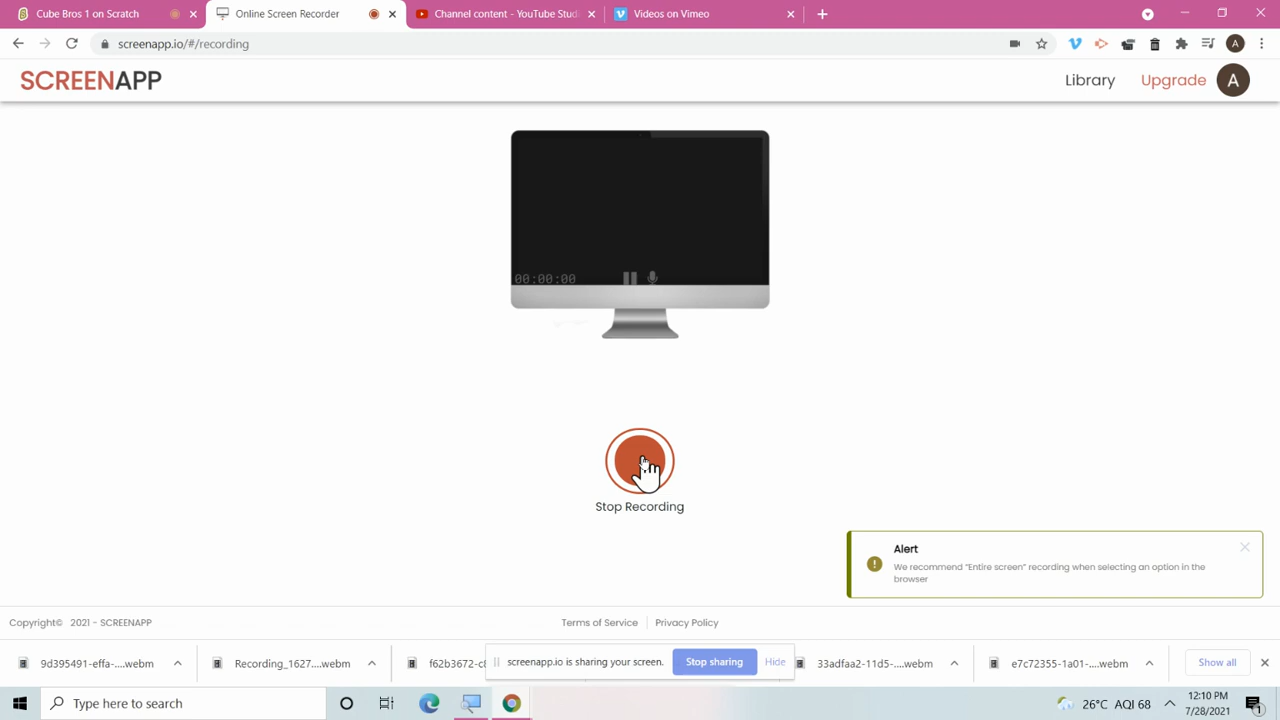 Cube Bros 1 on Scratch
Online Screen Recorder
Channel content - YouTube Stud
Videos on Vimeo
screenapp.io/#/recording
A
SCREENAPP
Library
Upgrade
A
00:00:00
Stop Recording
Alert
We recommend "Entire screen" recording when selecting an option in the
browser
Copyright© 2021 - SCREENAPP
Terms of Service
Privacy Policy
9d395491-effa-....webm
Recording_1627....webm
f62b3672-c8
screenapp.io is sharing your screen.
Stop sharing
Hide
33adfaa2-11d5-....webm
e7c72355-1a01-....webm
Show all
Type here to search
26°C AQI 68
12:10 PM
7/28/2021
1